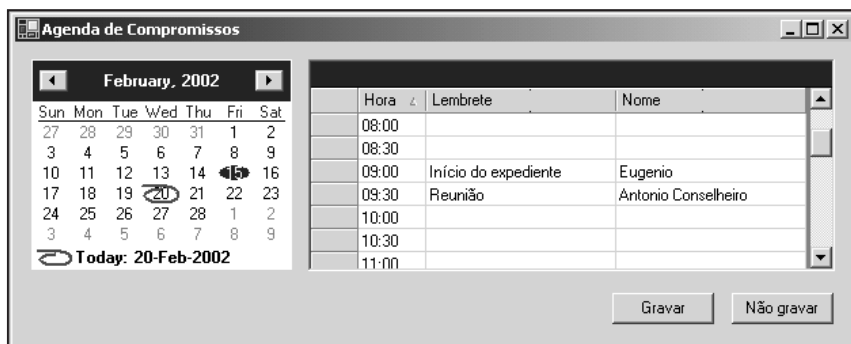 Agenda de Compromissos
February, 2002
Sun Mon Tue Wed Thu Fri Sat
27 28 29 30 31 1 2
3 4 5 6 7 8 9
10 11 12 13 14 15 16
17 18 19 20 21 22 23
24 25 26 27 28 1 2
3 4 5 6 7 8 9
Today: 20-Feb-2002
Hora Lembrete Nome
08:00
08:30
09:00 Início do expediente Eugenio
09:30 Reunião Antonio Conselheiro
10:00
10:30
11:00
Gravar Não gravar